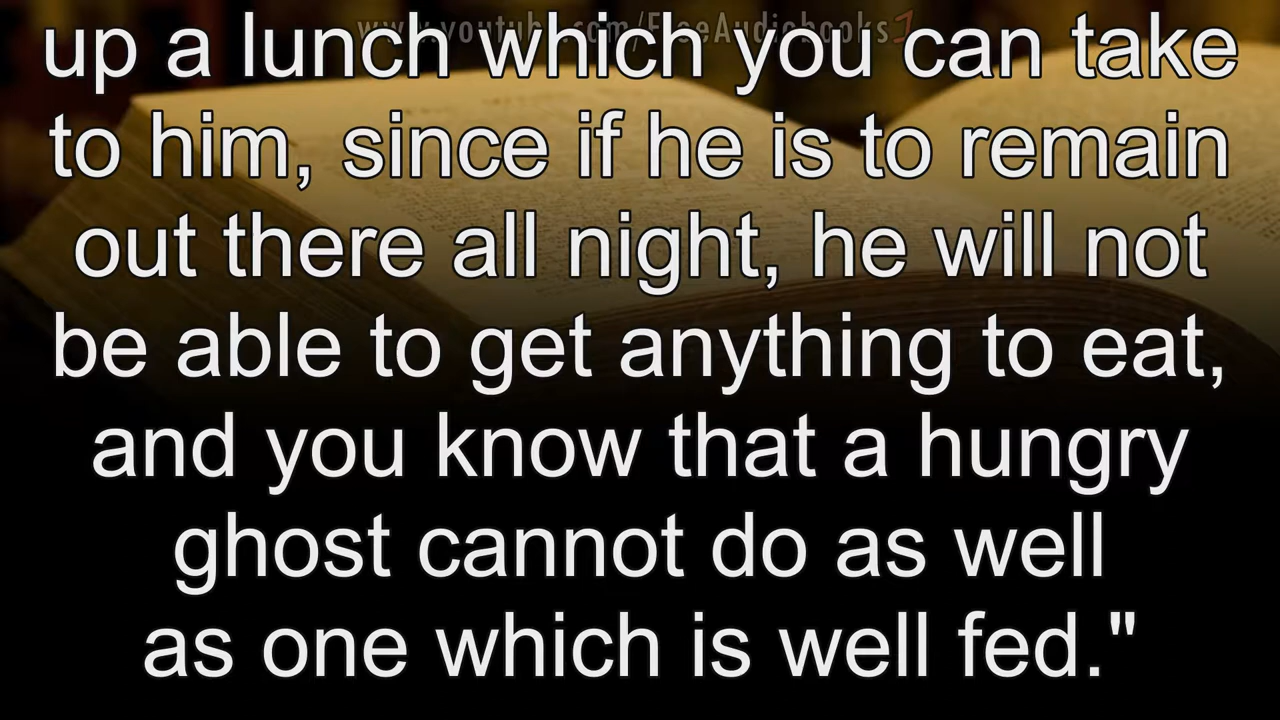 www.youtube.com/FreeAudiobooks
up a lunch which you can take
to him, since if he is to remain
out there all night, he will not
be able to get anything to eat,
and you know that a hungry
ghost cannot do as well
as one which is well fed."